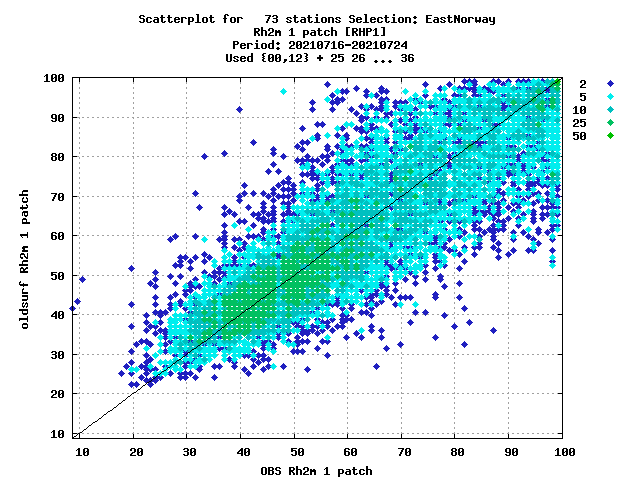 Scatterplot for   73 stations Selection: EastNorway
Rh2m 1 patch [RHP1]
Period: 20210716-20210724
Used {00,12} + 25 26 ... 36
100
90
80
70
60
50
40
30
20
10
oldsurf Rh2m 1 patch
10 20 30 40 50 60 70 80 90 100
OBS Rh2m 1 patch
2
5
10
25
50